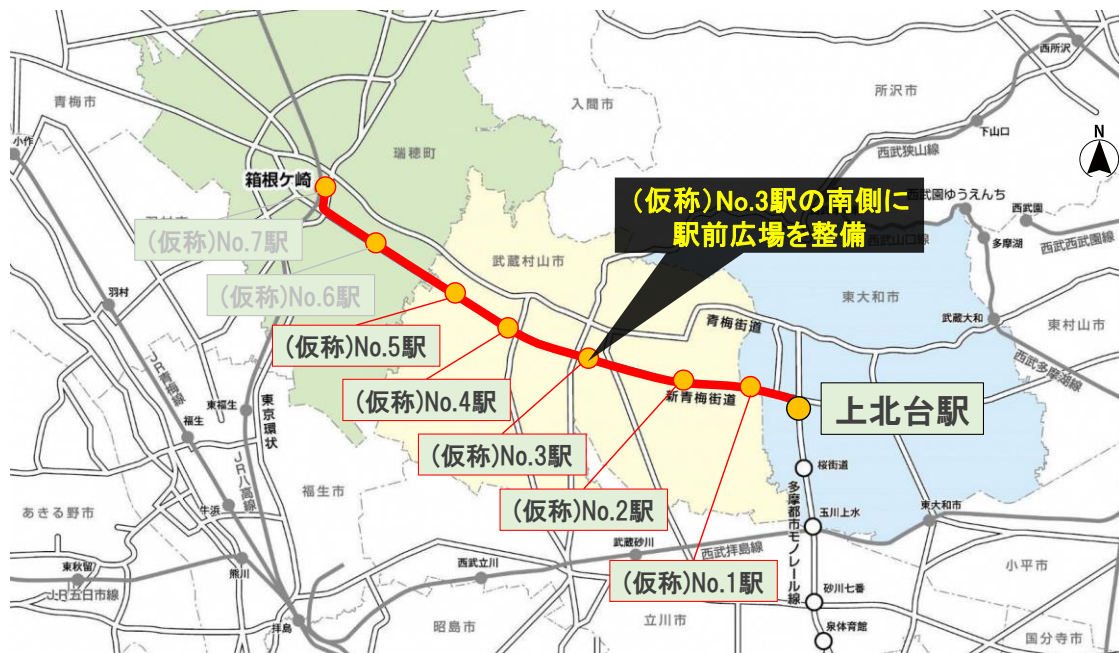 西所沢
青梅市
入間市
所沢市
小作
下山口
N
瑞穂町
西武狭山線
箱根ケ崎
(仮称)No.3駅の南側に
駅前広場を整備
西武園ゆうえんち
西武園
羽村市
西武山口線
多摩湖
西武西武園線
(仮称)No.7駅
武蔵村山市
(仮称)No.6駅
東大和市
羽村
青梅街道
武蔵大和
東村山市
(仮称)No.5駅
西武多摩湖線
JR青梅線
(仮称)No.4駅
新青梅街道
上北台駅
東福生
東京環状
福生
(仮称)No.3駅
桜街道
JR八高線
福生市
(仮称)No.2駅
多摩都市モノレール線
牛浜
あきる野市
玉川上水
東大和市
武蔵砂川
西武拝島線
熊川
東秋留
西武立川
(仮称)No.1駅
小平市
JR五日市線
砂川七番
拝島
昭島市
立川市
泉体育館
国分寺市